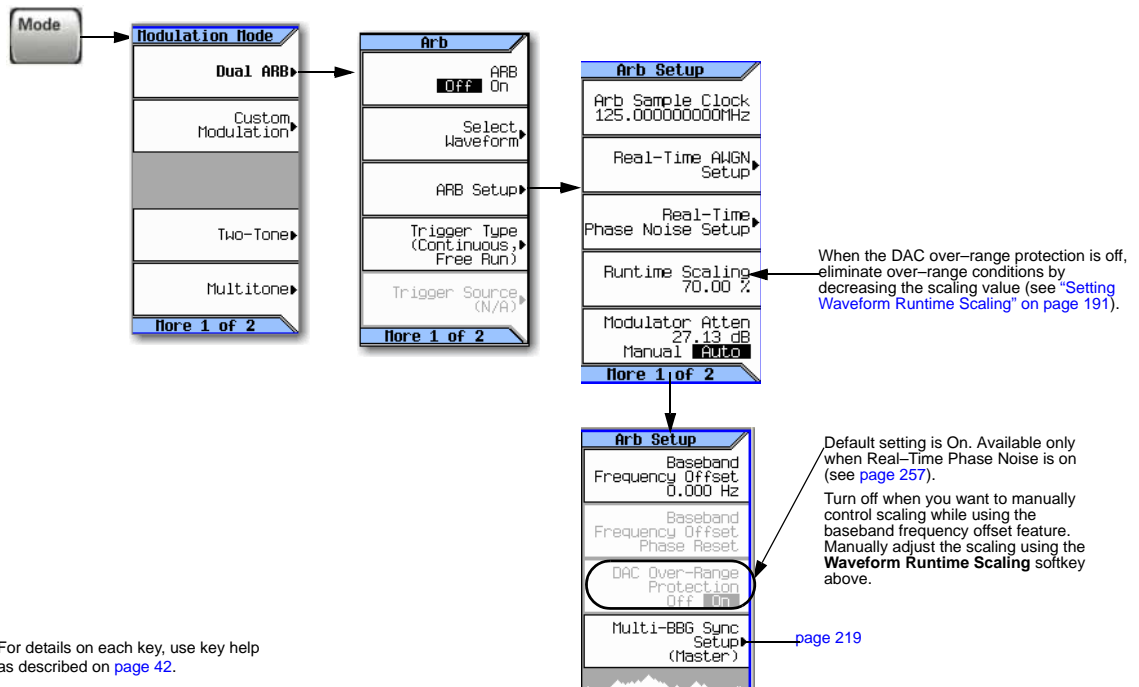 Mode
Modulation Mode
Dual ARB
Custom
Modulation
Two-Tone
Multitone
More 1 of 2
Arb
ARB
Off On
Select
Waveform
ARB Setup
Trigger Type
(Continuous,
Free Run)
Trigger Source
(N/A)
More 1 of 2
Arb Setup
Arb Sample Clock
125.000000000MHz
Real-Time AWGN
Setup
Real-Time
Phase Noise Setup
Runtime Scaling
70.00 %
Modulator Atten
27.13 dB
Manual Auto
More 1 of 2
When the DAC over–range protection is off,
eliminate over–range conditions by
decreasing the scaling value (see “Setting
Waveform Runtime Scaling” on page 191).
Arb Setup
Baseband
Frequency Offset
0.000 Hz
Baseband
Frequency Offset
Phase Reset
DAC Over-Range
Protection
Off On
Multi-BBG Sync
Setup
(Master)
Default setting is On. Available only
when Real–Time Phase Noise is on
(see page 257).
Turn off when you want to manually
control scaling while using the
baseband frequency offset feature.
Manually adjust the scaling using the
Waveform Runtime Scaling softkey
above.
page 219
For details on each key, use key help
as described on page 42.